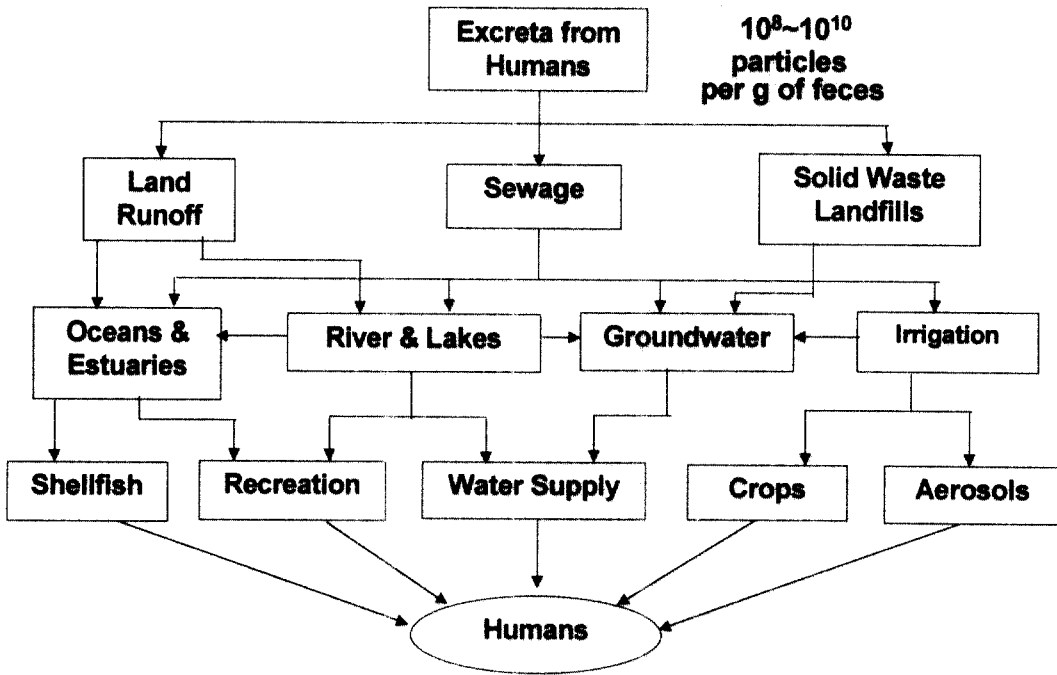 Excreta from
Humans
10⁸~10¹⁰
particles
per g of feces
Land
Runoff
Sewage
Solid Waste
Landfills
Oceans &
Estuaries
River & Lakes
Groundwater
Irrigation
Shellfish
Recreation
Water Supply
Crops
Aerosols
Humans